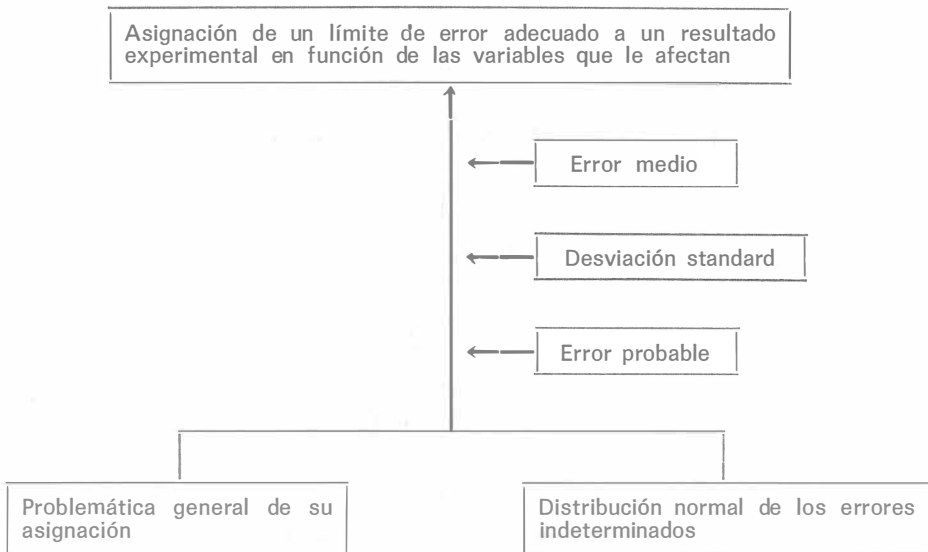 Asignación de un límite de error adecuado a un resultado
experimental en función de las variables que le afectan
Error medio
Desviación standard
Error probable
Problemática general de su
asignación
Distribución normal de los errores
indeterminados